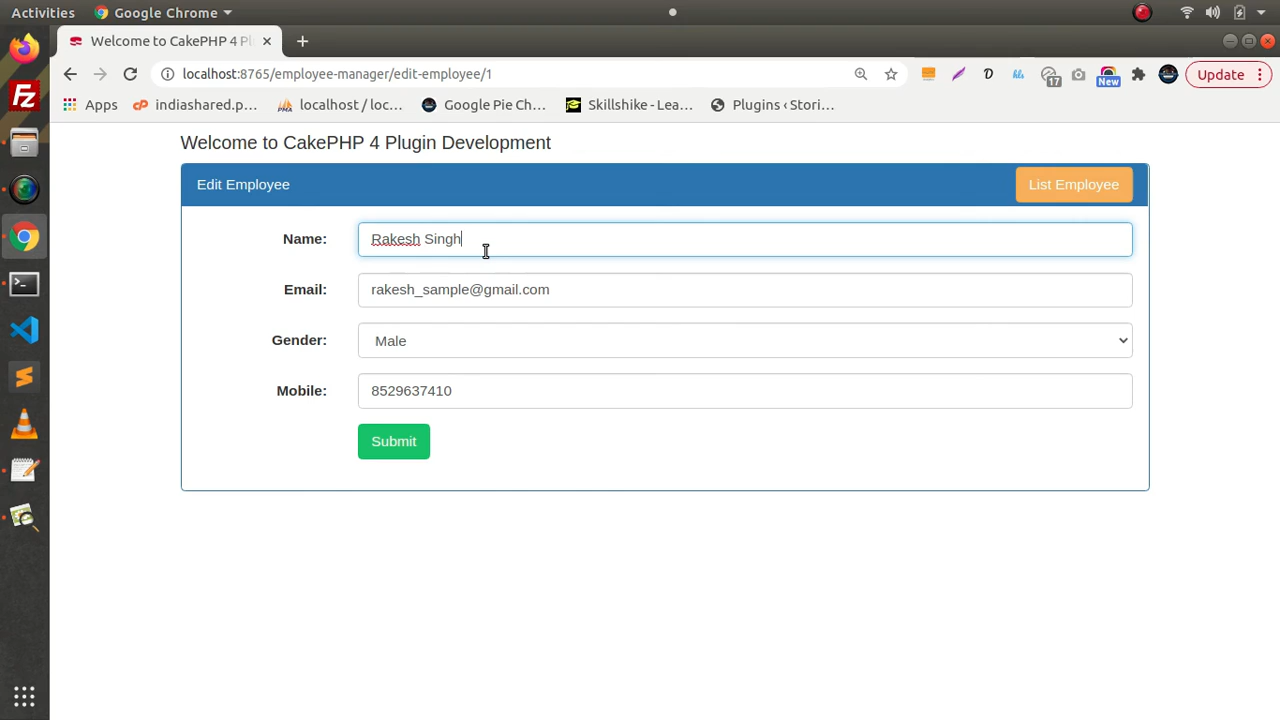 Activities Google Chrome
Welcome to CakePHP 4 Pl
localhost:8765/employee-manager/edit-employee/1
17 New Update
Apps indiashared.p... localhost / loc... Google Pie Ch... Skillshike - Lea... Plugins ‹ Stori...
Welcome to CakePHP 4 Plugin Development
Edit Employee List Employee
Name: Rakesh Singh
Email: rakesh_sample@gmail.com
Gender: Male
Mobile: 8529637410
Submit